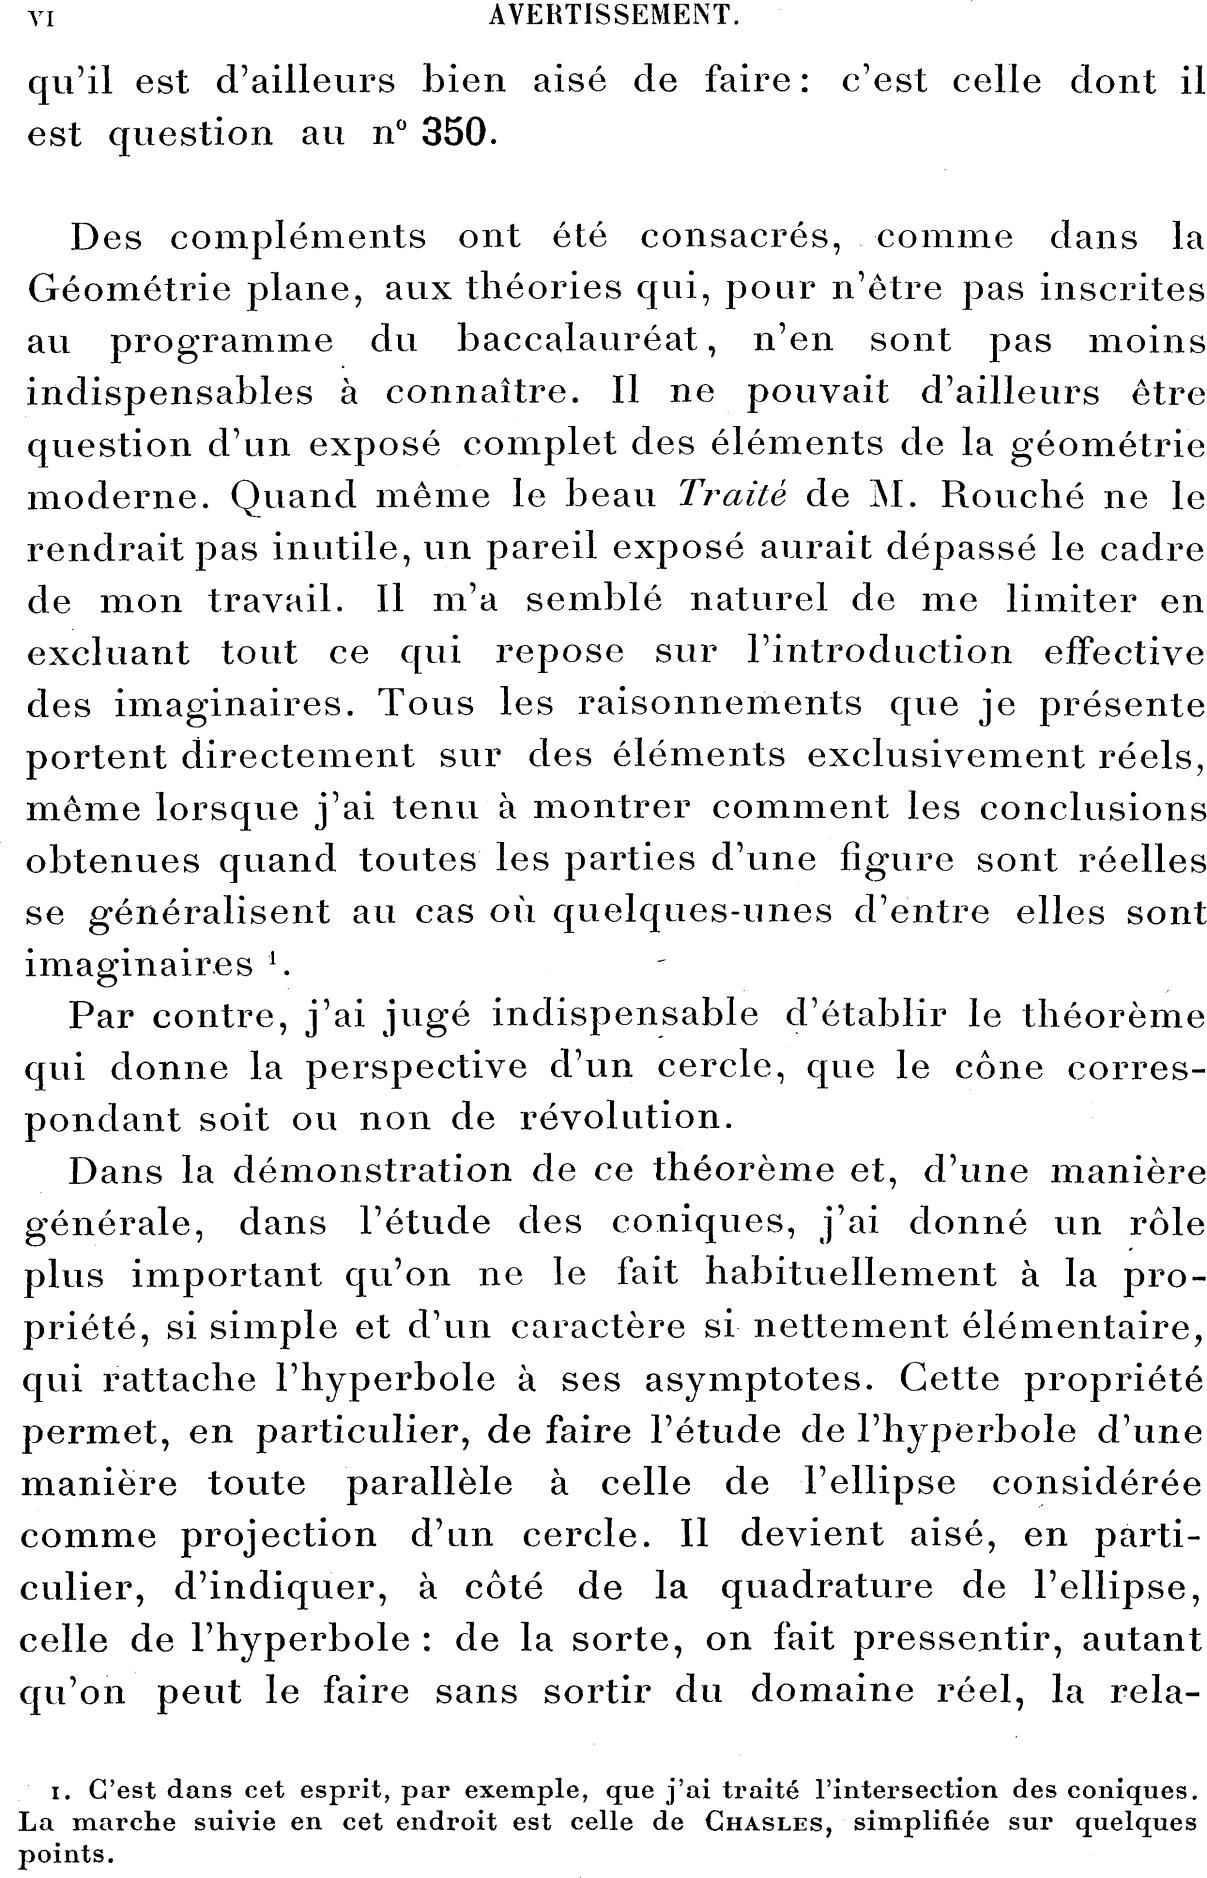 VI AVERTISSEMENT.
qu'il est d'ailleurs bien aisé de faire : c'est celle dont il
est question au nº 350.
Des compléments ont été consacrés, comme dans la
Géométrie plane, aux théories qui, pour n'être pas inscrites
au programme du baccalauréat, n'en sont pas moins
indispensables à connaître. Il ne pouvait d'ailleurs être
question d'un exposé complet des éléments de la géométrie
moderne. Quand même le beau Traité de M. Rouché ne le
rendrait pas inutile, un pareil exposé aurait dépassé le cadre
de mon travail. Il m'a semblé naturel de me limiter en
excluant tout ce qui repose sur l'introduction effective
des imaginaires. Tous les raisonnements que je présente
portent directement sur des éléments exclusivement réels,
même lorsque j'ai tenu à montrer comment les conclusions
obtenues quand toutes les parties d'une figure sont réelles
se généralisent au cas où quelques-unes d'entre elles sont
imaginaires ¹.
Par contre, j'ai jugé indispensable d'établir le théorème
qui donne la perspective d'un cercle, que le cône corres-
pondant soit ou non de révolution.
Dans la démonstration de ce théorème et, d'une manière
générale, dans l'étude des coniques, j'ai donné un rôle
plus important qu'on ne le fait habituellement à la pro-
priété, si simple et d'un caractère si nettement élémentaire,
qui rattache l'hyperbole à ses asymptotes. Cette propriété
permet, en particulier, de faire l'étude de l'hyperbole d'une
manière toute parallèle à celle de l'ellipse considérée
comme projection d'un cercle. Il devient aisé, en parti-
culier, d'indiquer, à côté de la quadrature de l'ellipse,
celle de l'hyperbole : de la sorte, on fait pressentir, autant
qu'on peut le faire sans sortir du domaine réel, la rela-
1. C'est dans cet esprit, par exemple, que j'ai traité l'intersection des coniques.
La marche suivie en cet endroit est celle de CHASLES, simplifiée sur quelques
points.